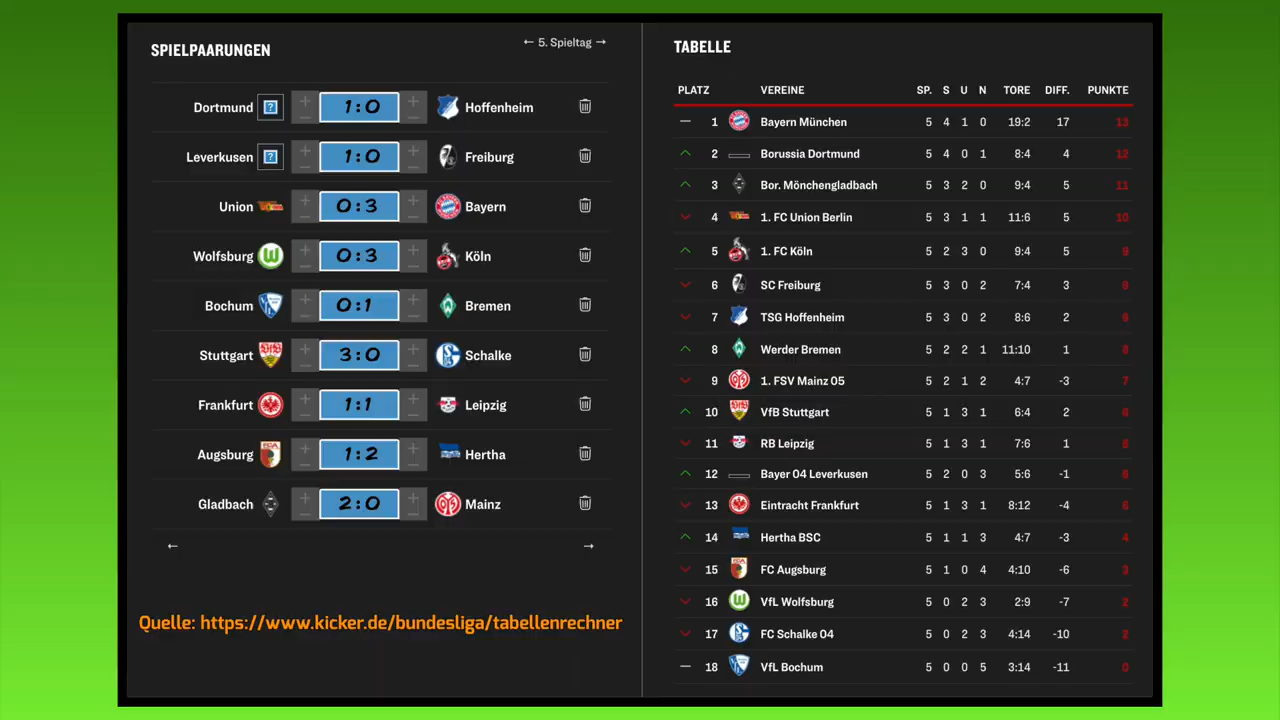 SPIELPAARUNGEN
← 5. Spieltag →
Dortmund 1:0 Hoffenheim
Leverkusen 1:0 Freiburg
Union 0:3 Bayern
Wolfsburg 0:3 Köln
Bochum 0:1 Bremen
Stuttgart 3:0 Schalke
Frankfurt 1:1 Leipzig
Augsburg 1:2 Hertha
Gladbach 2:0 Mainz
← →
Quelle: https://www.kicker.de/bundesliga/tabellenrechner
TABELLE
PLATZ VEREINE SP. S U N TORE DIFF. PUNKTE
1 Bayern München 5 4 1 0 19:2 17 13
2 Borussia Dortmund 5 4 0 1 8:4 4 12
3 Bor. Mönchengladbach 5 3 2 0 9:4 5 11
4 1. FC Union Berlin 5 3 1 1 11:6 5 10
5 1. FC Köln 5 2 3 0 9:4 5 9
6 SC Freiburg 5 3 0 2 7:4 3 9
7 TSG Hoffenheim 5 3 0 2 8:6 2 9
8 Werder Bremen 5 2 2 1 11:10 1 8
9 1. FSV Mainz 05 5 2 1 2 4:7 -3 7
10 VfB Stuttgart 5 1 3 1 6:4 2 6
11 RB Leipzig 5 1 3 1 7:6 1 6
12 Bayer 04 Leverkusen 5 2 0 3 5:6 -1 6
13 Eintracht Frankfurt 5 1 3 1 8:12 -4 6
14 Hertha BSC 5 1 1 3 4:7 -3 4
15 FC Augsburg 5 1 0 4 4:10 -6 3
16 VfL Wolfsburg 5 0 2 3 2:9 -7 2
17 FC Schalke 04 5 0 2 3 4:14 -10 2
18 VfL Bochum 5 0 0 5 3:14 -11 0